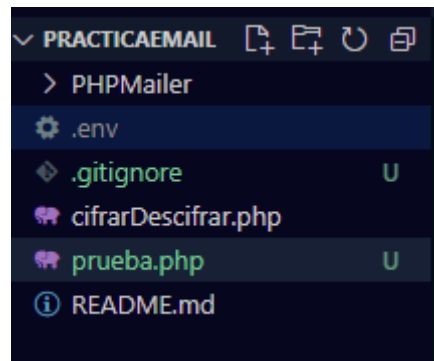 PRACTICAEMAIL
PHPMailer
.env
.gitignore U
cifrarDescifrar.php
prueba.php U
README.md